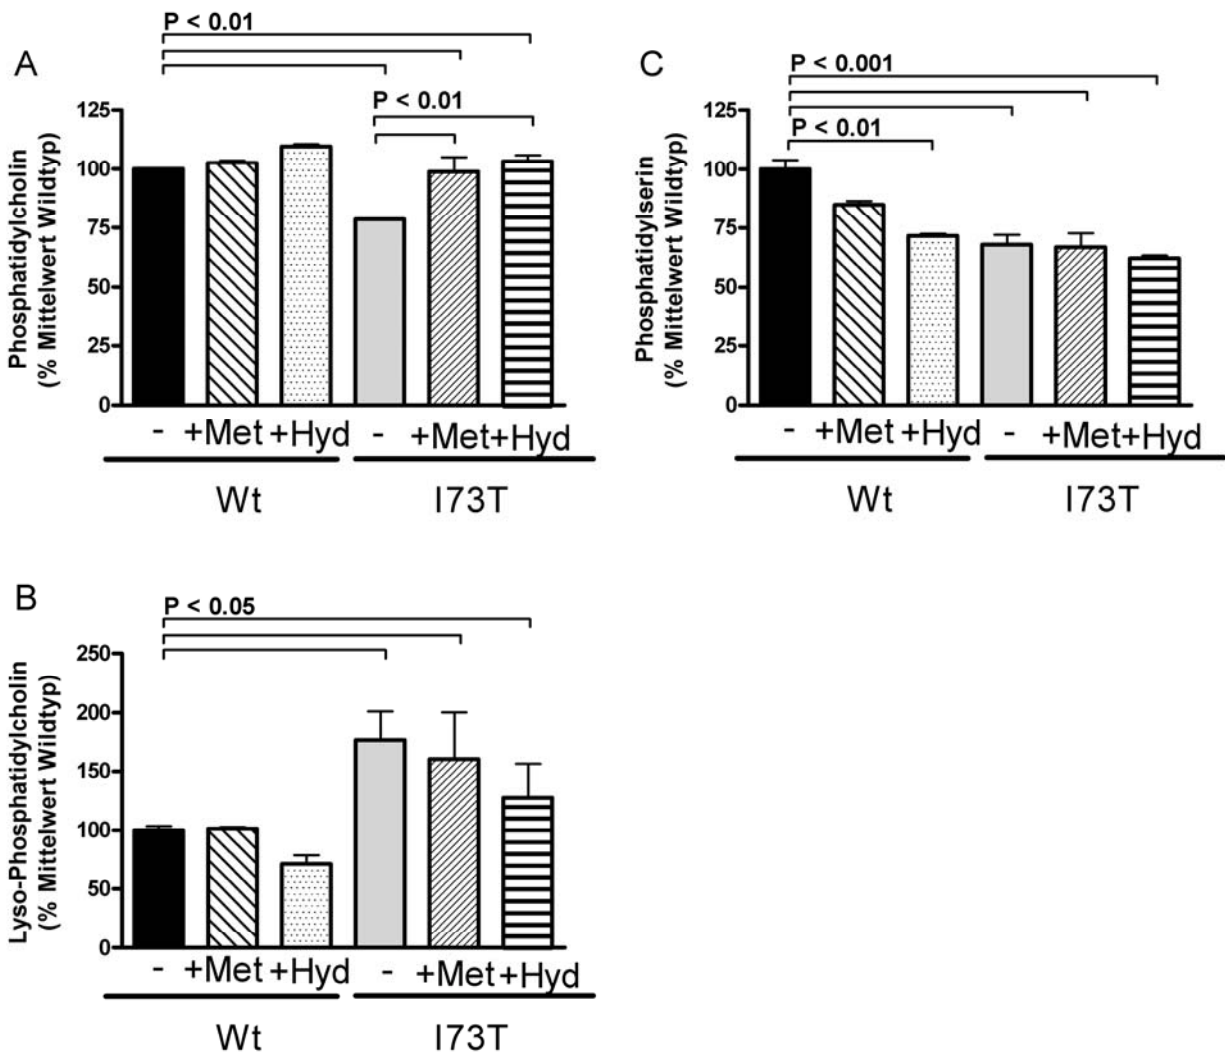 A
P < 0.01
P < 0.01
Phosphatidylcholin
(% Mittelwert Wildtyp)
125
100
75
50
25
0
- +Met +Hyd - +Met+Hyd
Wt I73T
C
P < 0.001
P < 0.01
Phosphatidylserin
(% Mittelwert Wildtyp)
125
100
75
50
25
0
- +Met +Hyd - +Met+Hyd
Wt I73T
B
P < 0.05
Lyso-Phosphatidylcholin
(% Mittelwert Wildtyp)
250
200
150
100
50
0
- +Met +Hyd - +Met +Hyd
Wt I73T